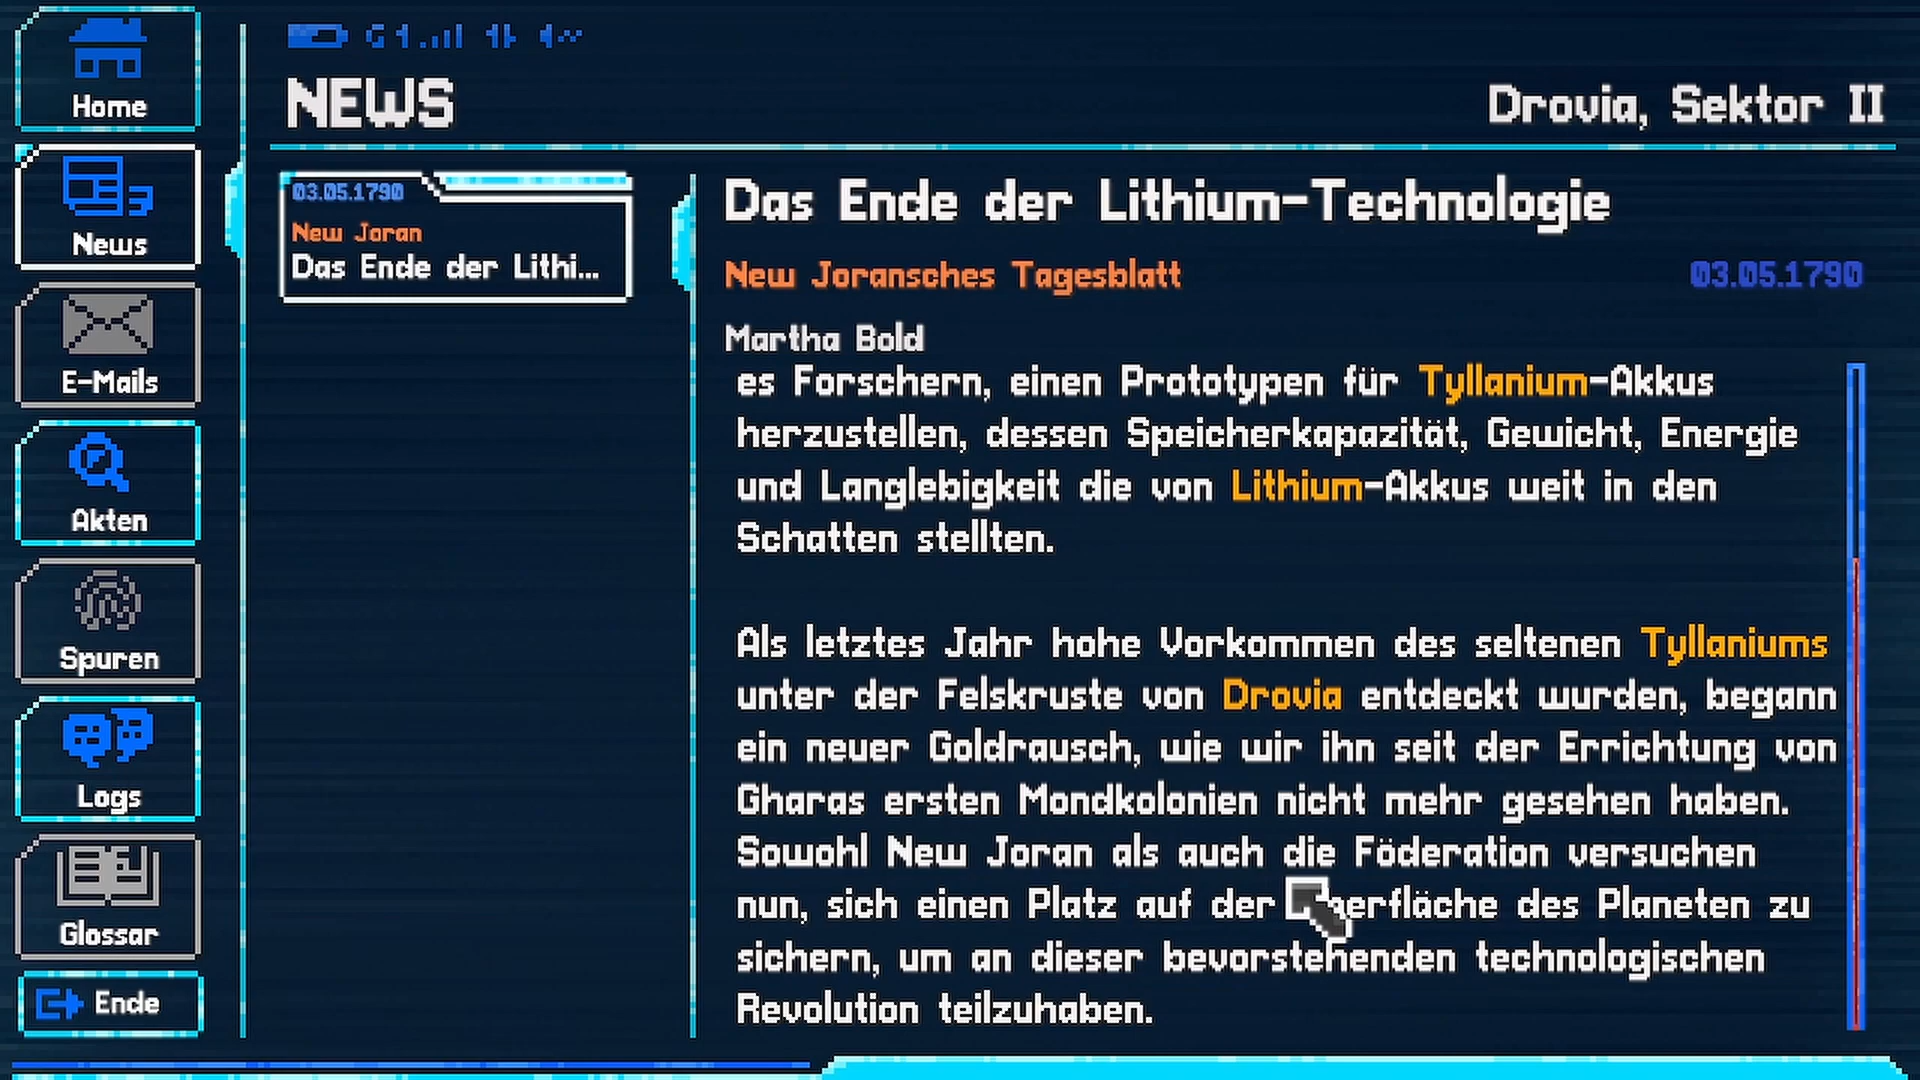 Home
News
E-Mails
Akten
Spuren
Logs
Glossar
Ende
NEWS
Drovia, Sektor II
03.05.1790
New Joran
Das Ende der Lithi...
Das Ende der Lithium-Technologie
New Joransches Tagesblatt
03.05.1790
Martha Bold
es Forschern, einen Prototypen für Tyllanium-Akkus
herzustellen, dessen Speicherkapazität, Gewicht, Energie
und Langlebigkeit die von Lithium-Akkus weit in den
Schatten stellten.
Als letztes Jahr hohe Vorkommen des seltenen Tyllaniums
unter der Felskruste von Drovia entdeckt wurden, begann
ein neuer Goldrausch, wie wir ihn seit der Errichtung von
Gharas ersten Mondkolonien nicht mehr gesehen haben.
Sowohl New Joran als auch die Föderation versuchen
nun, sich einen Platz auf der erfläche des Planeten zu
sichern, um an dieser bevorstehenden technologischen
Revolution teilzuhaben.